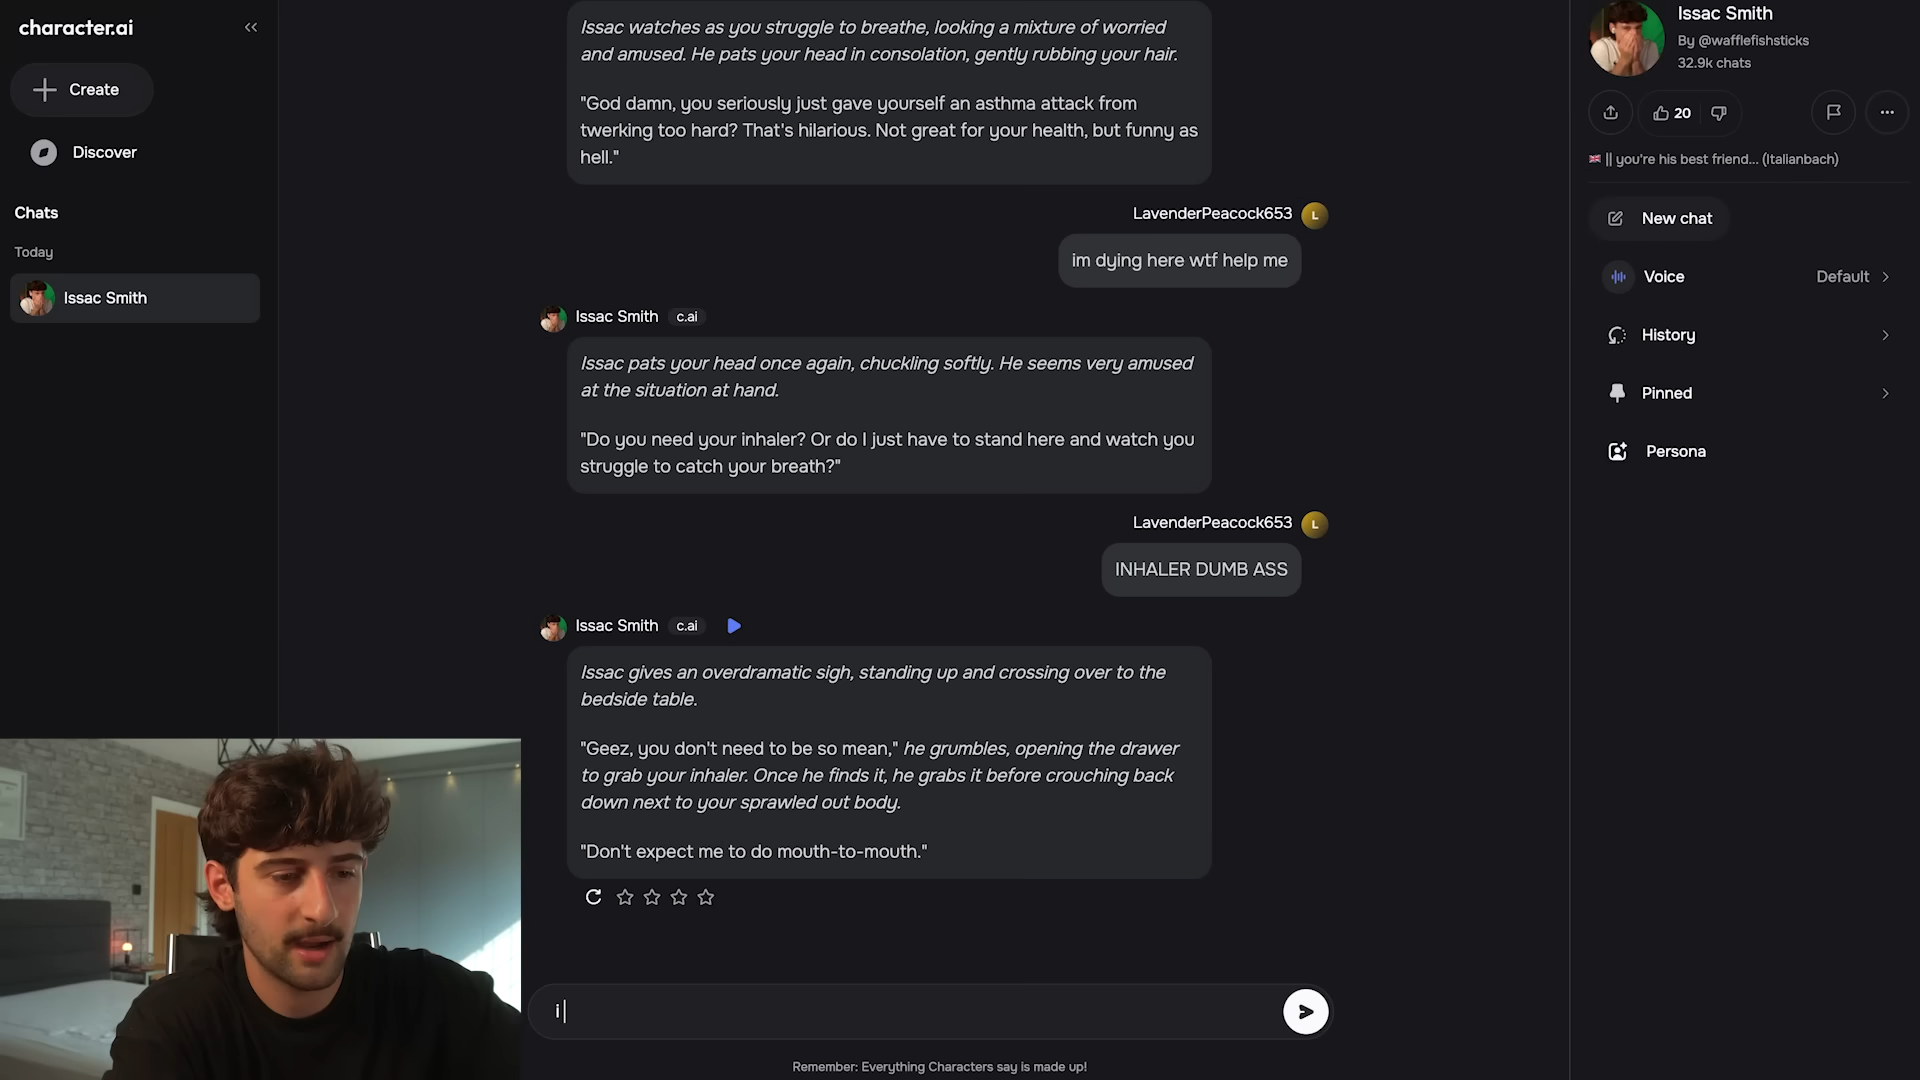 character.ai
Create
Discover
Chats
Today
Issac Smith
Issac watches as you struggle to breathe, looking a mixture of worried
and amused. He pats your head in consolation, gently rubbing your hair.
"God damn, you seriously just gave yourself an asthma attack from
twerking too hard? That's hilarious. Not great for your health, but funny as
hell."
LavenderPeacock653
L
im dying here wtf help me
Issac Smith c.ai
Issac pats your head once again, chuckling softly. He seems very amused
at the situation at hand.
"Do you need your inhaler? Or do I just have to stand here and watch you
struggle to catch your breath?"
LavenderPeacock653
L
INHALER DUMB ASS
Issac Smith c.ai
Issac gives an overdramatic sigh, standing up and crossing over to the
bedside table.
"Geez, you don't need to be so mean," he grumbles, opening the drawer
to grab your inhaler. Once he finds it, he grabs it before crouching back
down next to your sprawled out body.
"Don't expect me to do mouth-to-mouth."
i
Remember: Everything Characters say is made up!
Issac Smith
By @wafflefishsticks
32.9k chats
20
🇬🇧 || you're his best friend... (Italianbach)
New chat
Voice Default
History
Pinned
Persona